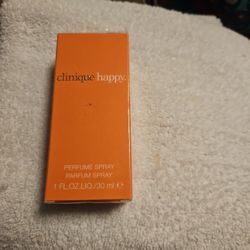 clinique happy.
PERFUME SPRAY
PARFUM SPRAY
1 FL.OZ.LIQ./30 ml ℮